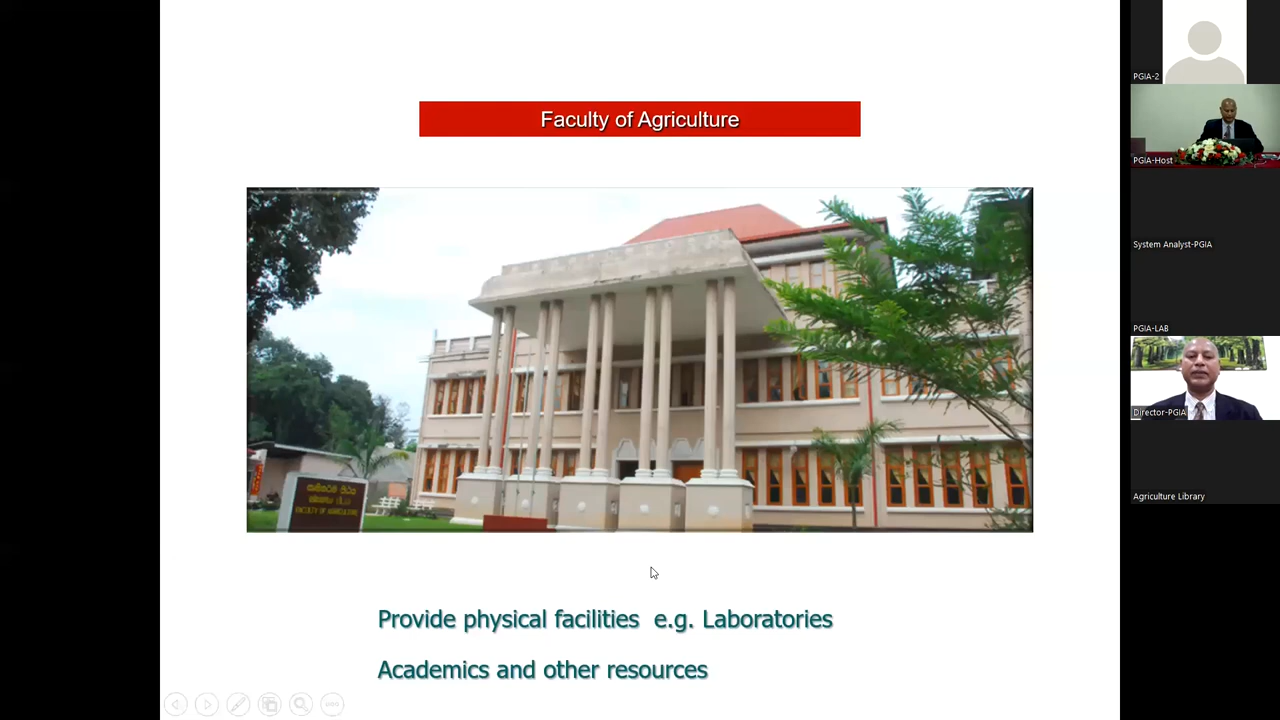 Faculty of Agriculture
FACULTY OF AGRICULTURE
Provide physical facilities e.g. Laboratories
Academics and other resources
PGIA-2
PGIA-Host
System Analyst-PGIA
PGIA-LAB
Director-PGIA
Agriculture Library